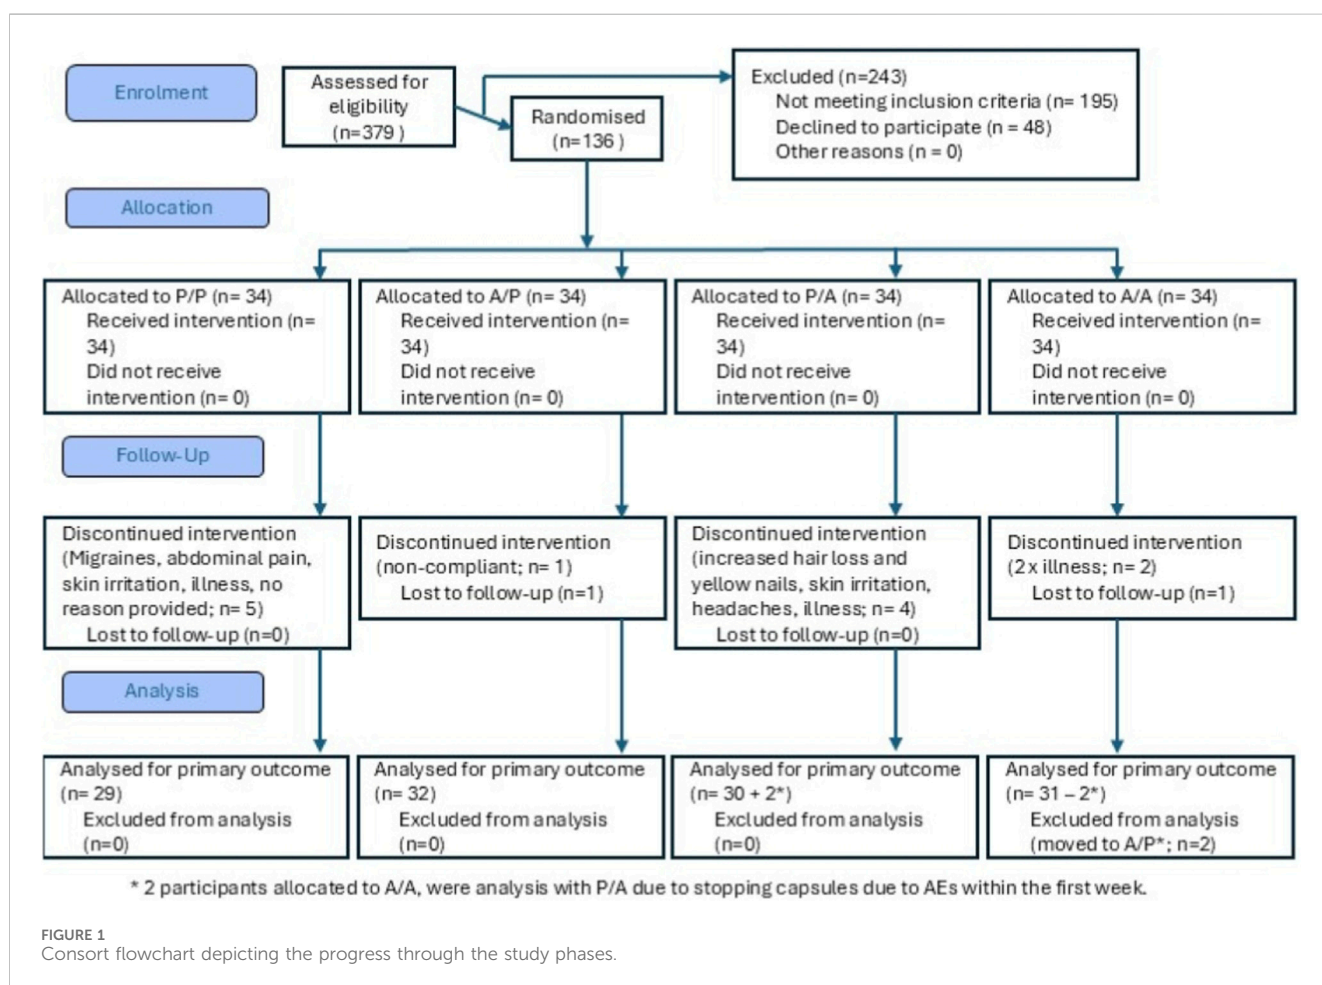 Enrolment
Assessed for
eligibility
(n=379 )
Randomised
(n=136 )
Excluded (n=243)
Not meeting inclusion criteria (n= 195)
Declined to participate (n = 48)
Other reasons (n = 0)
Allocation
Allocated to P/P (n= 34)
Received intervention (n=
34)
Did not receive
intervention (n= 0)
Allocated to A/P (n= 34)
Received intervention (n=
34)
Did not receive
intervention (n= 0)
Allocated to P/A (n= 34)
Received intervention (n=
34)
Did not receive
intervention (n= 0)
Allocated to A/A (n= 34)
Received intervention (n=
34)
Did not receive
intervention (n= 0)
Follow-Up
Discontinued intervention
(Migraines, abdominal pain,
skin irritation, illness, no
reason provided; n= 5)
Lost to follow-up (n=0)
Discontinued intervention
(non-compliant; n= 1)
Lost to follow-up (n=1)
Discontinued intervention
(increased hair loss and
yellow nails, skin irritation,
headaches, illness; n= 4)
Lost to follow-up (n=0)
Discontinued intervention
(2 x illness; n= 2)
Lost to follow-up (n=1)
Analysis
Analysed for primary outcome
(n= 29)
Excluded from analysis
(n=0)
Analysed for primary outcome
(n= 32)
Excluded from analysis
(n=0)
Analysed for primary outcome
(n= 30 + 2*)
Excluded from analysis
(n=0)
Analysed for primary outcome
(n= 31 – 2*)
Excluded from analysis
(moved to A/P*; n=2)
* 2 participants allocated to A/A, were analysis with P/A due to stopping capsules due to AEs within the first week.
FIGURE 1
Consort flowchart depicting the progress through the study phases.